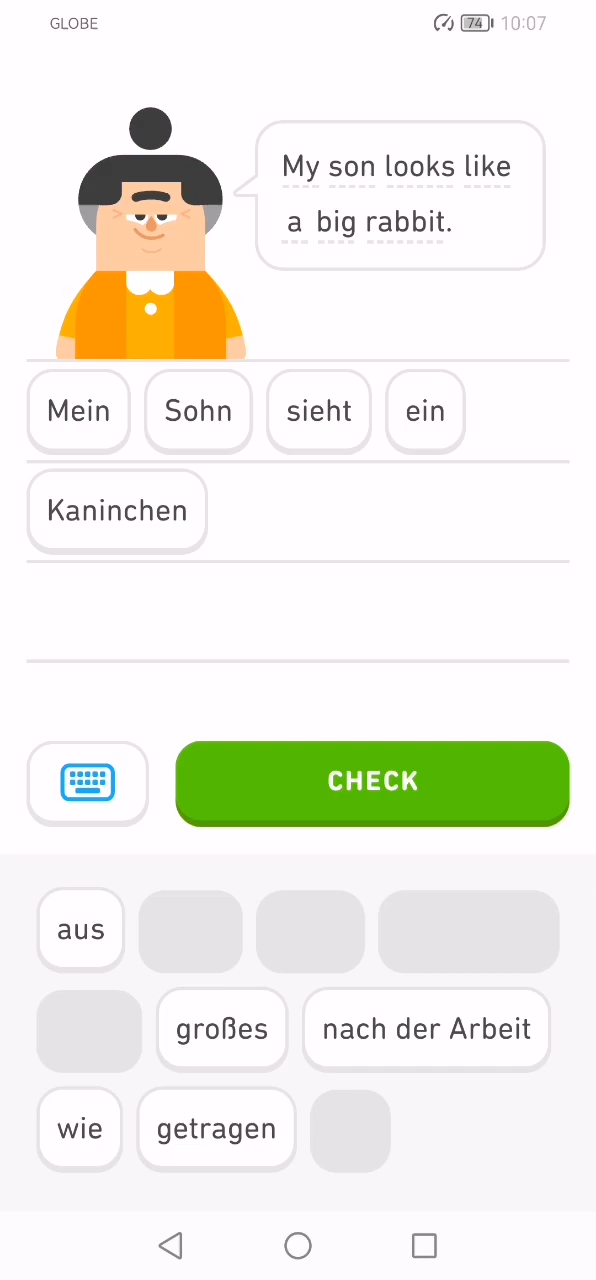 GLOBE 74 10:07
My son looks like
a big rabbit.
Mein Sohn sieht ein
Kaninchen
CHECK
aus
großes nach der Arbeit
wie getragen